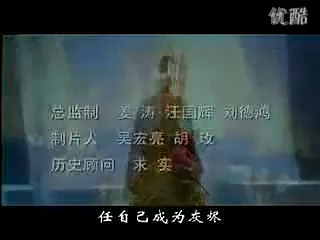 优酷
总监制 姜 涛 汪国辉 刘德鸿
制片人 吴宏亮 胡 玫
历史顾问 求 实
任自己成为灰烬